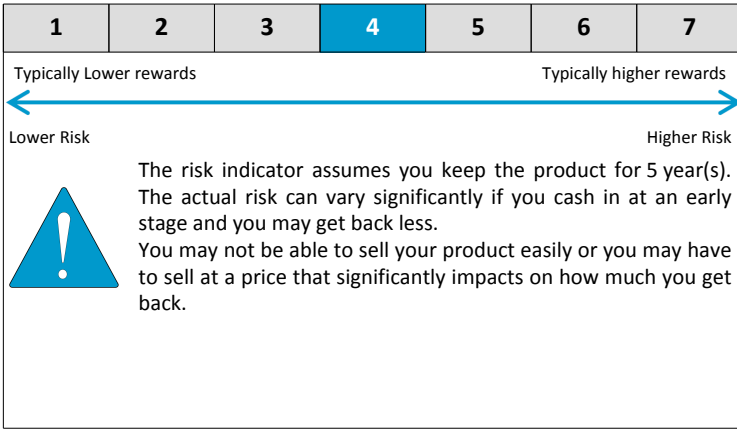 1 2 3 4 5 6 7
Typically Lower rewards Typically higher rewards
Lower Risk Higher Risk
The risk indicator assumes you keep the product for 5 year(s).
The actual risk can vary significantly if you cash in at an early
stage and you may get back less.
You may not be able to sell your product easily or you may have
to sell at a price that significantly impacts on how much you get
back.